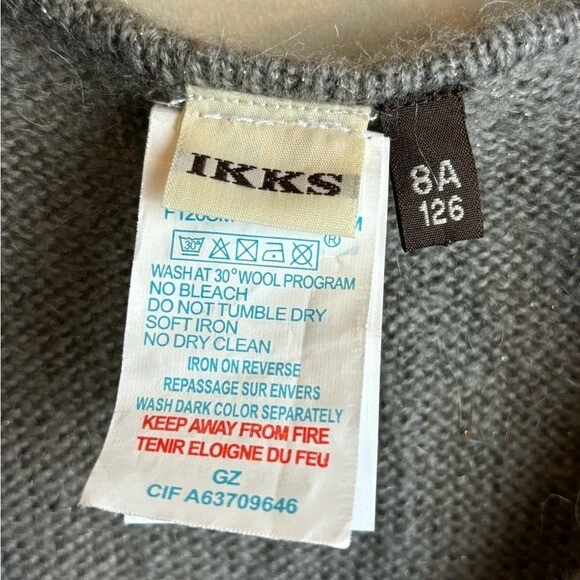 IKKS
8A
126
30°
®
WASH AT 30° WOOL PROGRAM
NO BLEACH
DO NOT TUMBLE DRY
SOFT IRON
NO DRY CLEAN
IRON ON REVERSE
REPASSAGE SUR ENVERS
WASH DARK COLOR SEPARATELY
KEEP AWAY FROM FIRE
TENIR ELOIGNE DU FEU
GZ
CIF A63709646